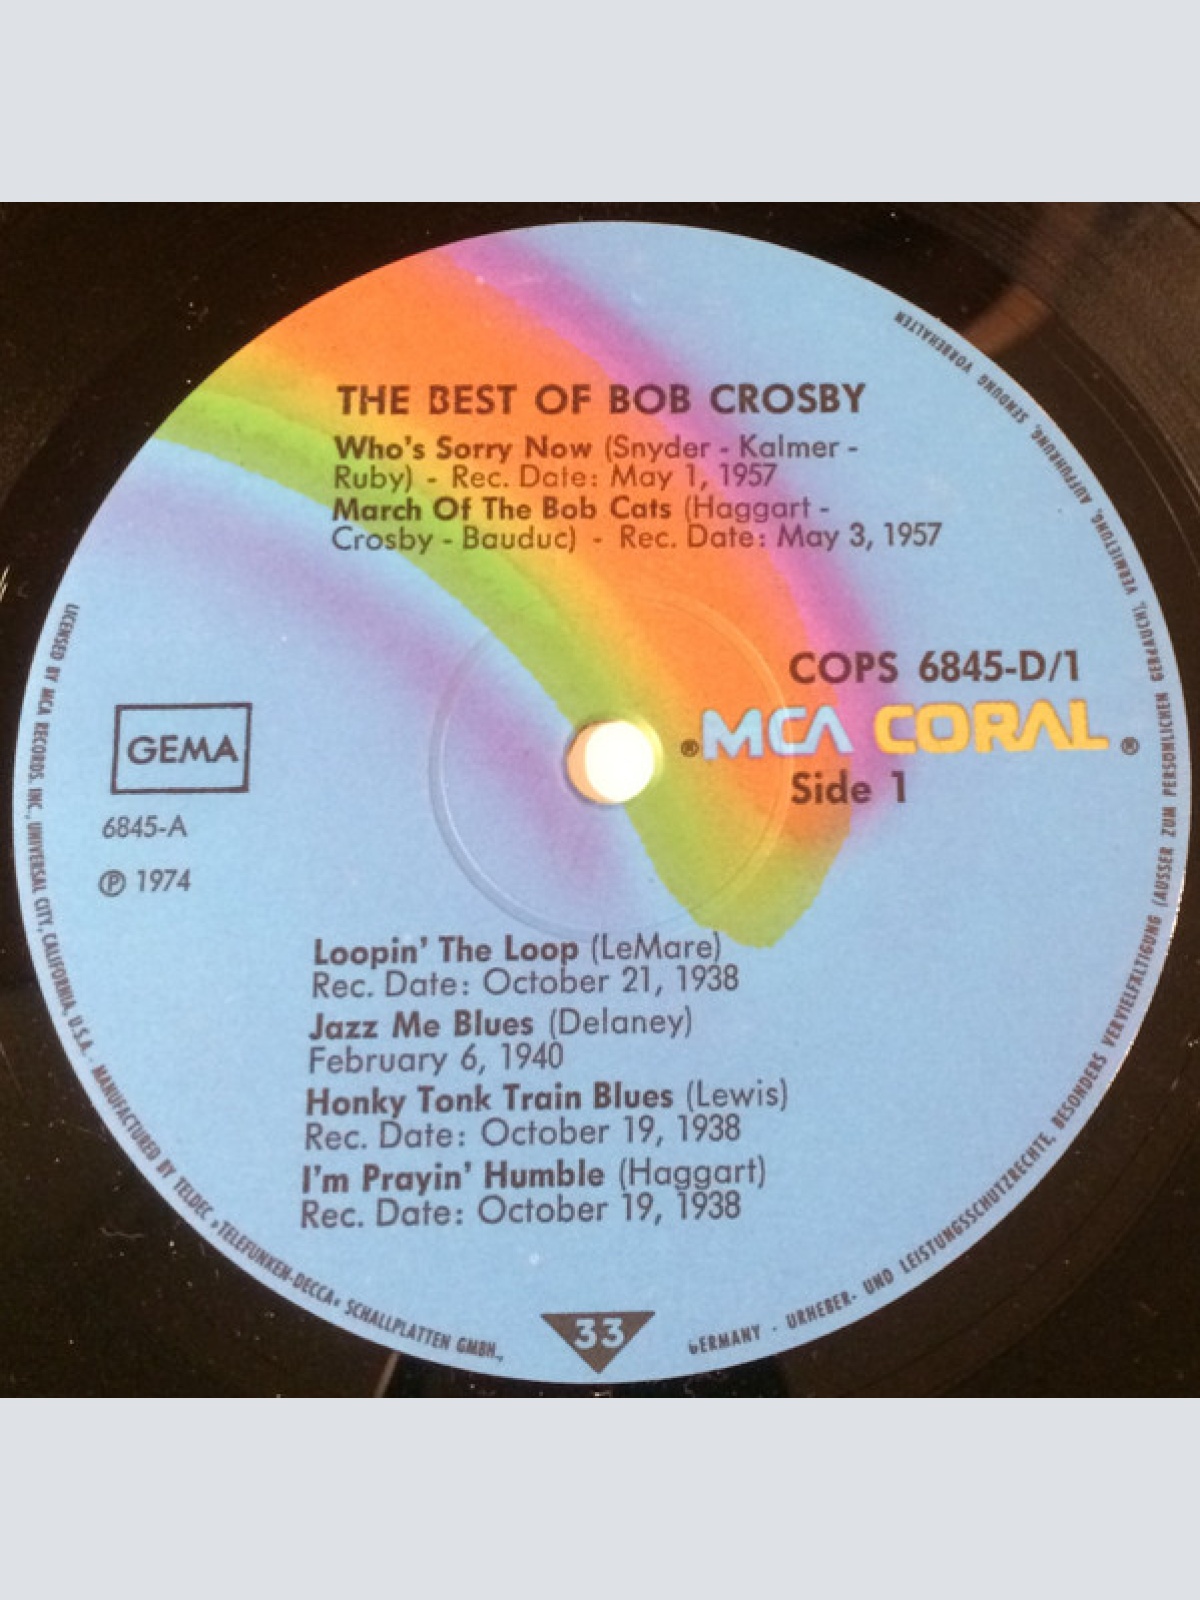 THE BEST OF BOB CROSBY
Who's Sorry Now (Snyder - Kalmer -
Ruby) - Rec. Date: May 1, 1957
March Of The Bob Cats (Haggart -
Crosby - Bauduc) - Rec. Date: May 3, 1957
COPS 6845-D/1
® MCA CORAL ®
Side 1
GEMA
6845-A
℗ 1974
Loopin' The Loop (LeMare)
Rec. Date: October 21, 1938
Jazz Me Blues (Delaney)
February 6, 1940
Honky Tonk Train Blues (Lewis)
Rec. Date: October 19, 1938
I'm Prayin' Humble (Haggart)
Rec. Date: October 19, 1938
33
LICENSED BY MCA RECORDS, INC., UNIVERSAL CITY, CALIFORNIA, U.S.A. · MANUFACTURED BY TELDEC »TELEFUNKEN-DECCA« SCHALLPLATTEN GMBH.,
GERMANY · URHEBER- UND LEISTUNGSSCHUTZRECHTE, BESONDERS VERVIELFÄLTIGUNG (AUSSER ZUM PERSÖNLICHEN GEBRAUCH), VERMIETUNG, AUFFÜHRUNG, SENDUNG VORBEHALTEN